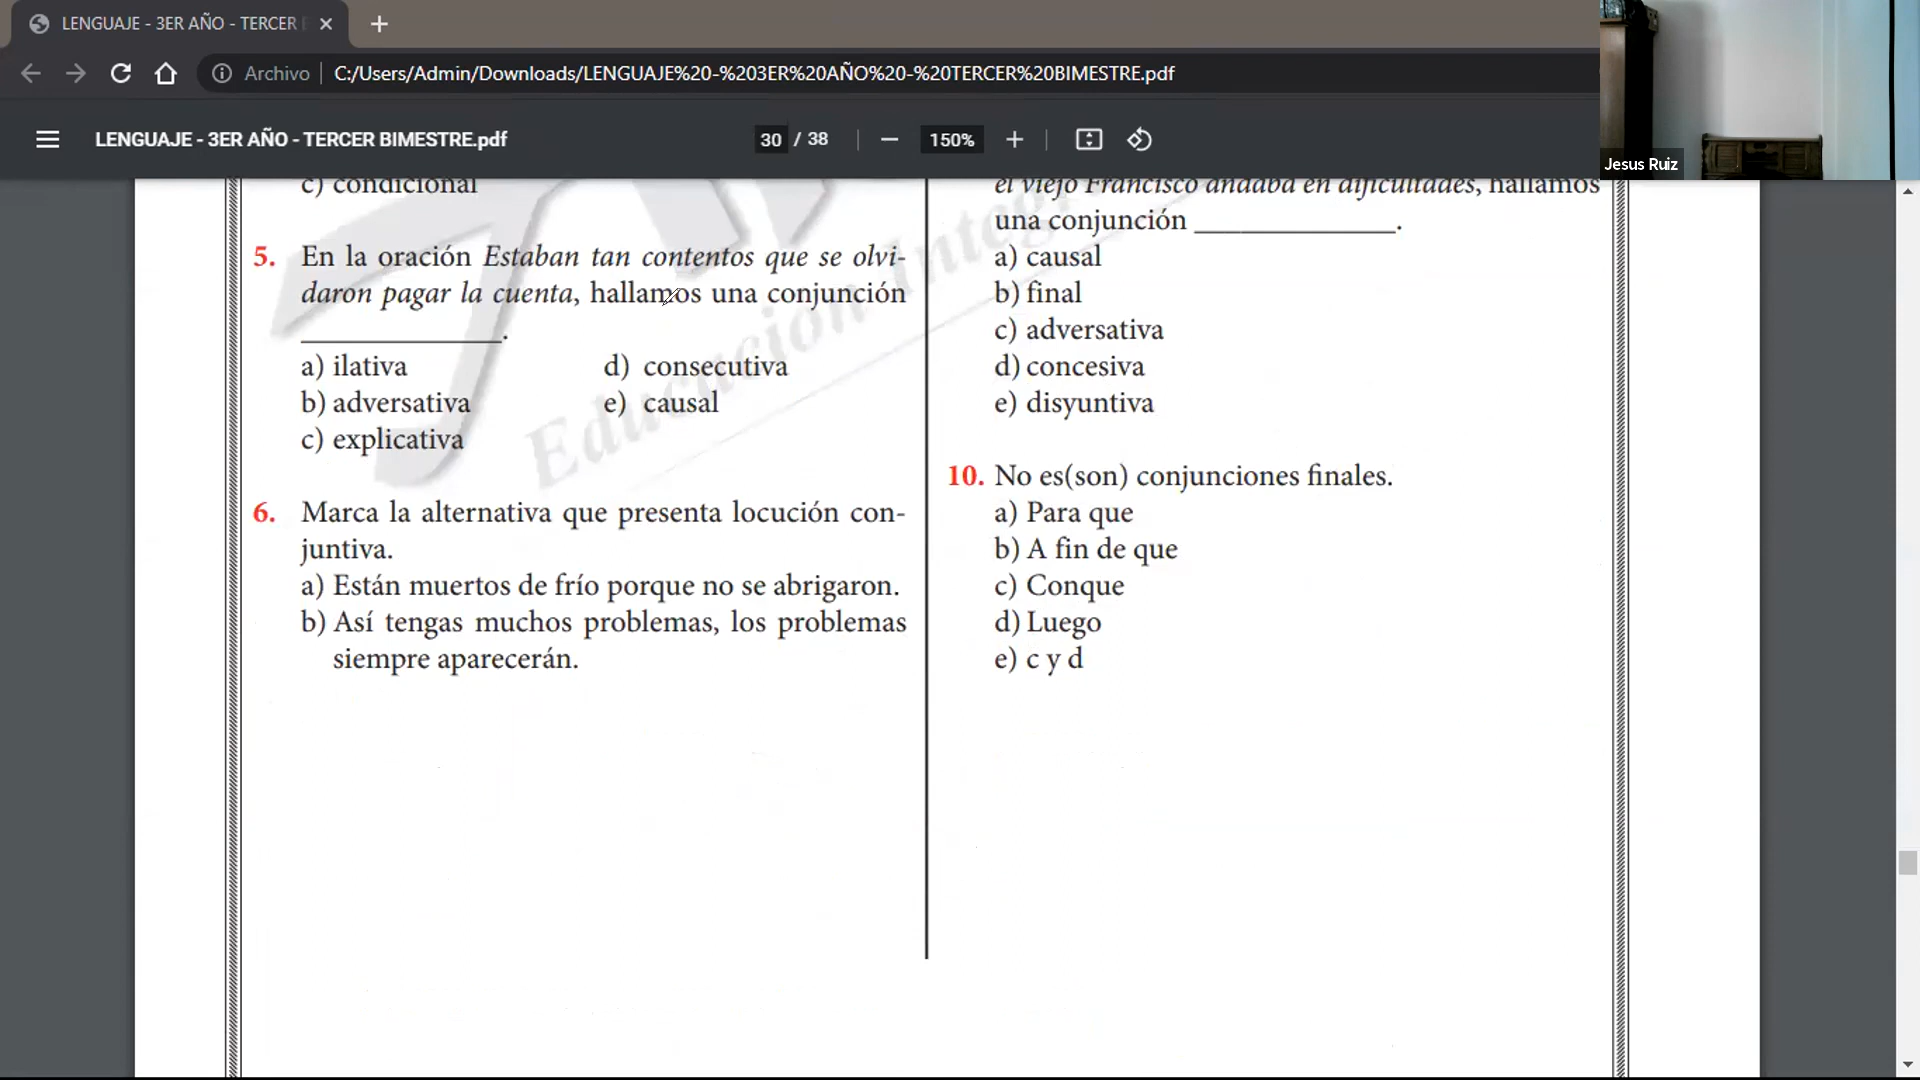 LENGUAJE - 3ER AÑO - TERCER
Archivo
C:/Users/Admin/Downloads/LENGUAJE%20-%203ER%20AÑO%20-%20TERCER%20BIMESTRE.pdf
Jesus Ruiz
LENGUAJE - 3ER AÑO - TERCER BIMESTRE.pdf
30 / 38
150%
c) condicional
5. En la oración Estaban tan contentos que se olvi-
daron pagar la cuenta, hallamos una conjunción
______________.
a) ilativa
b) adversativa
c) explicativa
d) consecutiva
e) causal
6. Marca la alternativa que presenta locución con-
juntiva.
a) Están muertos de frío porque no se abrigaron.
b) Así tengas muchos problemas, los problemas
siempre aparecerán.
el viejo Francisco andaba en dificultades, hallamos
una conjunción ______________.
a) causal
b) final
c) adversativa
d) concesiva
e) disyuntiva
10. No es(son) conjunciones finales.
a) Para que
b) A fin de que
c) Conque
d) Luego
e) c y d
Educación Integ